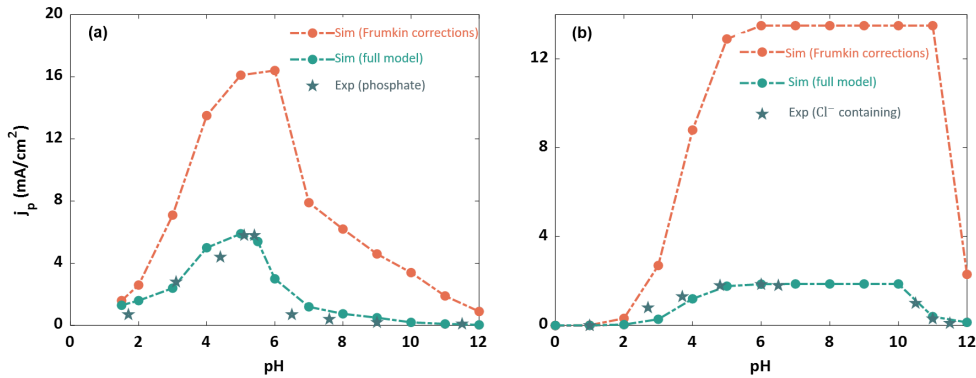 (a)
Sim (Frumkin corrections)
Sim (full model)
Exp (phosphate)
20
16
12
8
4
0
j_p (mA/cm²)
0 2 4 6 8 10 12
pH
(b)
Sim (Frumkin corrections)
Sim (full model)
Exp (Cl⁻ containing)
12
8
4
0
0 2 4 6 8 10 12
pH